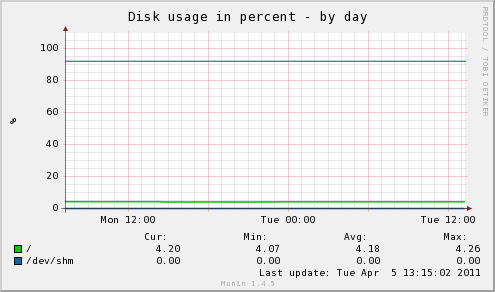 Disk usage in percent - by day
RRDTOOL / TOBI OETIKER
100
80
60
40
20
0
%
Mon 12:00 Tue 00:00 Tue 12:00
Cur: Min: Avg: Max:
/ 4.20 4.07 4.18 4.26
/dev/shm 0.00 0.00 0.00 0.00
Last update: Tue Apr  5 13:15:02 2011
Munin 1.4.5